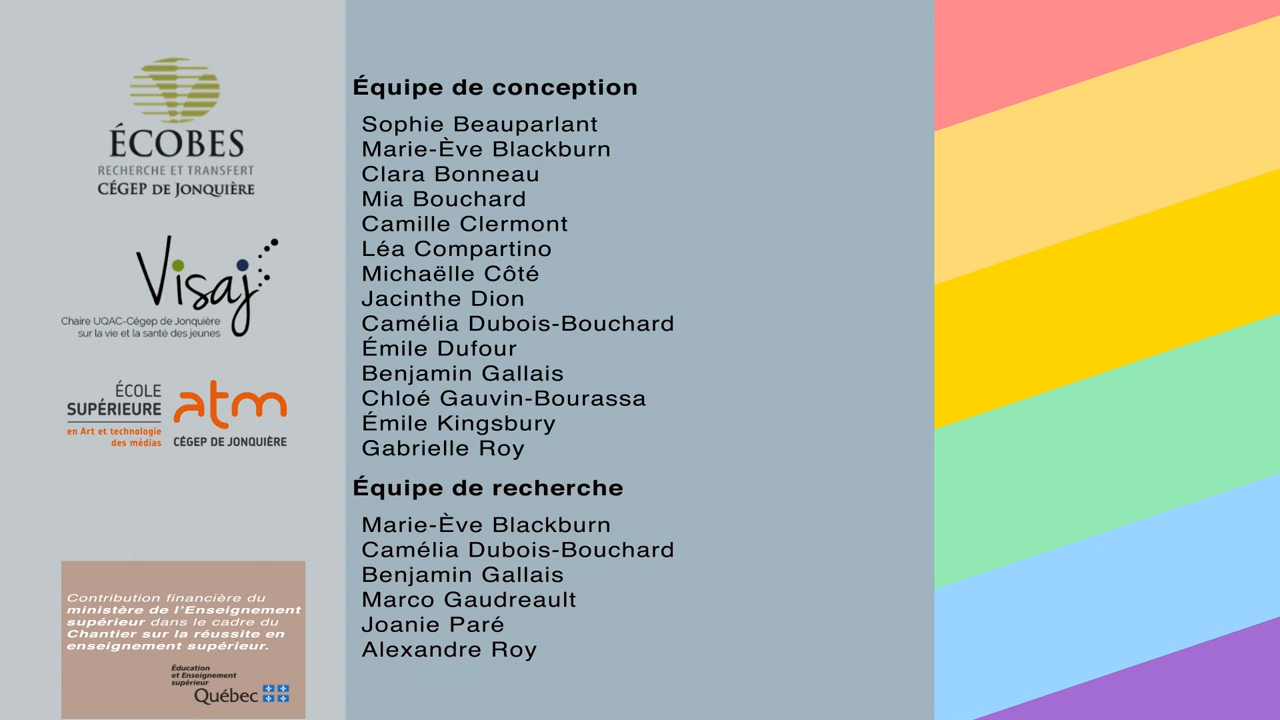 ÉCOBES
RECHERCHE ET TRANSFERT
CÉGEP DE JONQUIÈRE
Visaj
Chaire UQAC-Cégep de Jonquière
sur la vie et la santé des jeunes
ÉCOLE
SUPÉRIEURE
en Art et technologie
des médias
atm
CÉGEP DE JONQUIÈRE
Contribution financière du
ministère de l'Enseignement
supérieur dans le cadre du
Chantier sur la réussite en
enseignement supérieur.
Éducation
et Enseignement
supérieur
Québec
Équipe de conception
Sophie Beauparlant
Marie-Ève Blackburn
Clara Bonneau
Mia Bouchard
Camille Clermont
Léa Compartino
Michaëlle Côté
Jacinthe Dion
Camélia Dubois-Bouchard
Émile Dufour
Benjamin Gallais
Chloé Gauvin-Bourassa
Émile Kingsbury
Gabrielle Roy
Équipe de recherche
Marie-Ève Blackburn
Camélia Dubois-Bouchard
Benjamin Gallais
Marco Gaudreault
Joanie Paré
Alexandre Roy